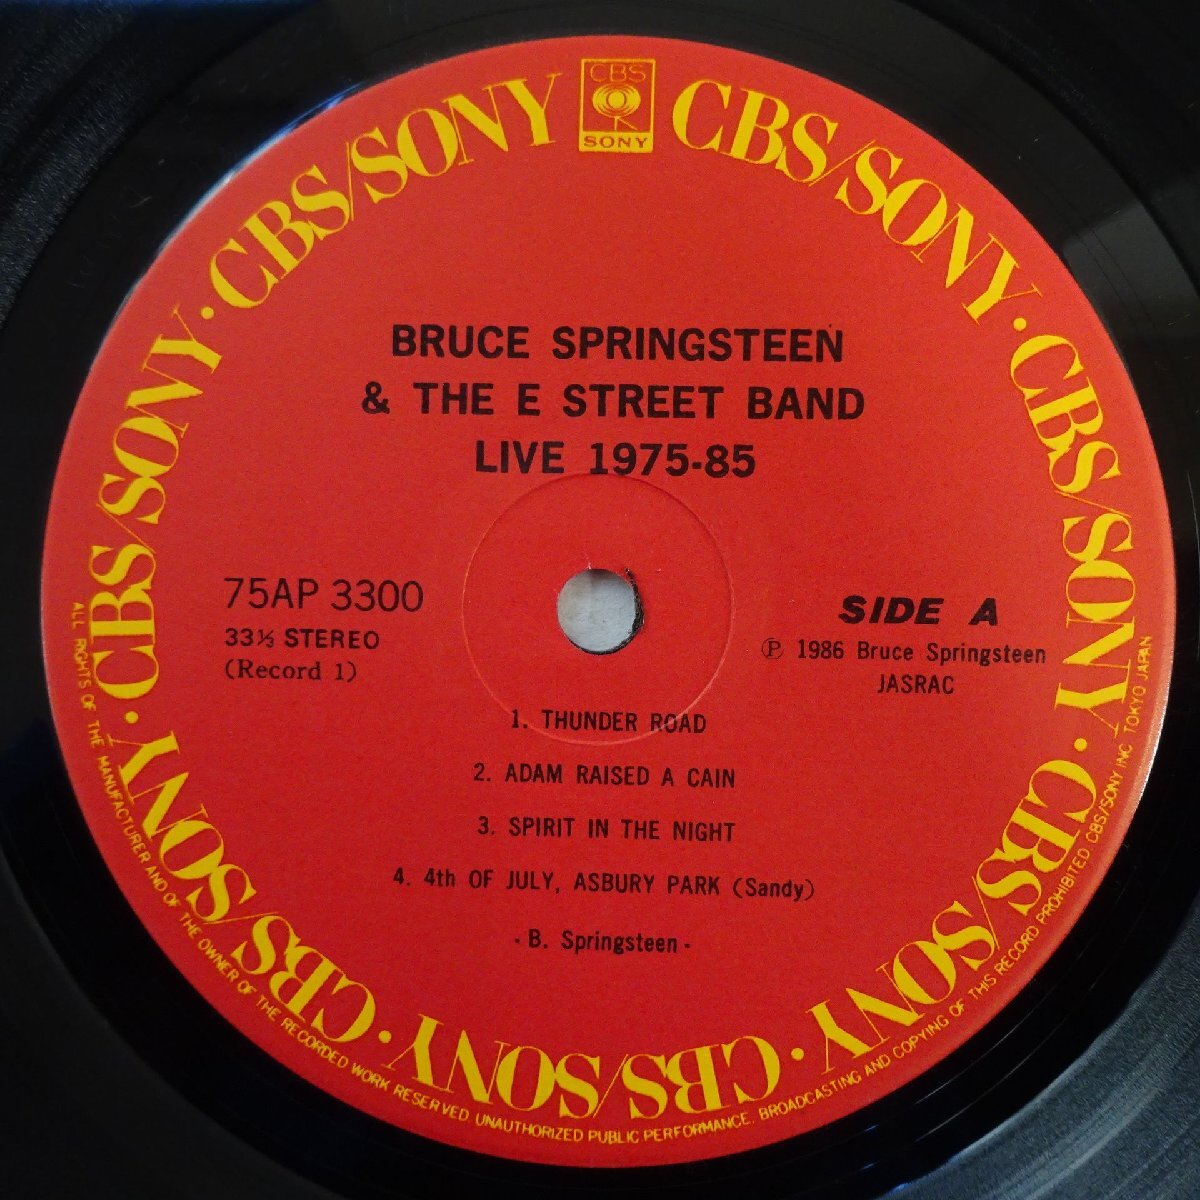 CBS
SONY
CBS/SONY · CBS/SONY · CBS/SONY · CBS/SONY · CBS/SONY · CBS/SONY · CBS/SONY · CBS/SONY
BRUCE SPRINGSTEEN
& THE E STREET BAND
LIVE 1975-85
75AP 3300
33⅓ STEREO
(Record 1)
SIDE A
Ⓟ 1986 Bruce Springsteen
JASRAC
1. THUNDER ROAD
2. ADAM RAISED A CAIN
3. SPIRIT IN THE NIGHT
4. 4th OF JULY, ASBURY PARK (Sandy)
- B. Springsteen -
ALL RIGHTS OF THE MANUFACTURER AND OF THE OWNER OF THE RECORDED WORK RESERVED. UNAUTHORIZED PUBLIC PERFORMANCE, BROADCASTING AND COPYING OF THIS RECORD PROHIBITED CBS/SONY INC. TOKYO JAPAN